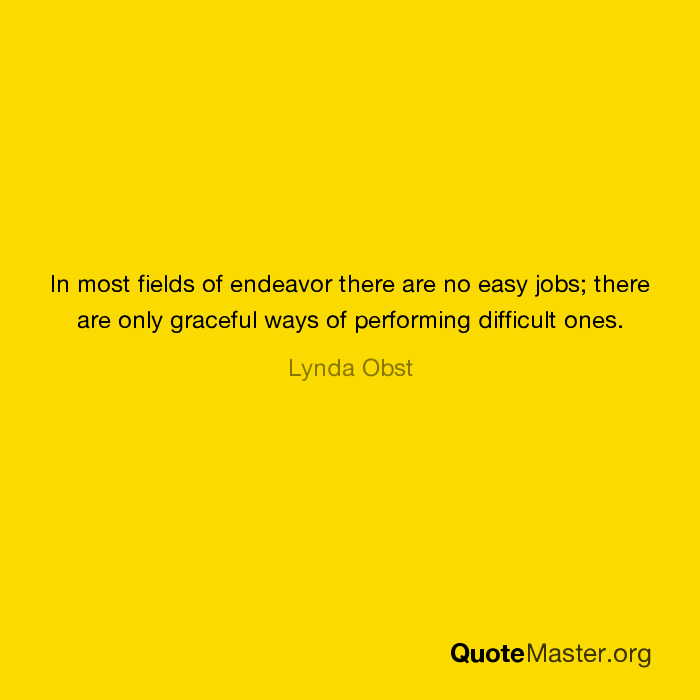 In most fields of endeavor there are no easy jobs; there
are only graceful ways of performing difficult ones.
Lynda Obst
QuoteMaster.org